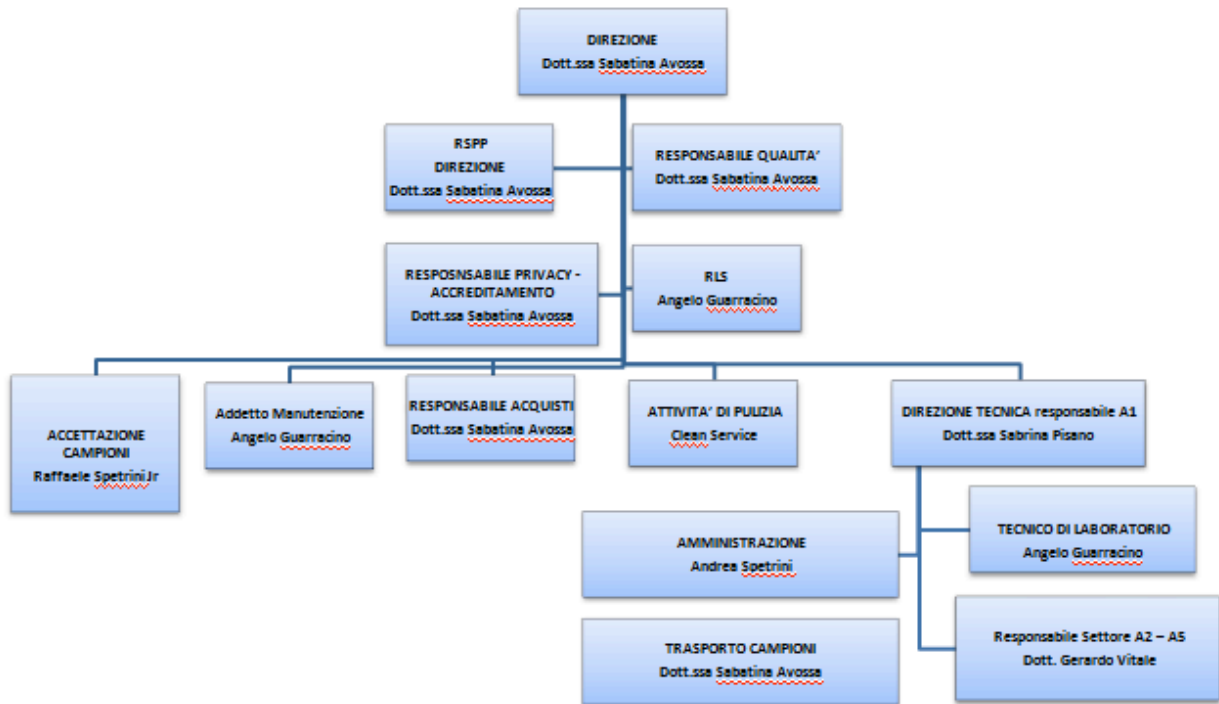 DIREZIONE
Dott.ssa Sabatina Avossa
RSPP
DIREZIONE
Dott.ssa Sabatina Avossa
RESPONSABILE QUALITA’
Dott.ssa Sabatina Avossa
RESPOSNSABILE PRIVACY -
ACCREDITAMENTO
Dott.ssa Sabatina Avossa
RLS
Angelo Guarracino
ACCETTAZIONE
CAMPIONI
Raffaele Spetrini Jr
Addetto Manutenzione
Angelo Guarracino
RESPONSABILE ACQUISTI
Dott.ssa Sabatina Avossa
ATTIVITA’ DI PULIZIA
Clean Service
DIREZIONE TECNICA responsabile A1
Dott.ssa Sabrina Pisano
AMMINISTRAZIONE
Andrea Spetrini
TECNICO DI LABORATORIO
Angelo Guarracino
TRASPORTO CAMPIONI
Dott.ssa Sabatina Avossa
Responsabile Settore A2 – A5
Dott. Gerardo Vitale